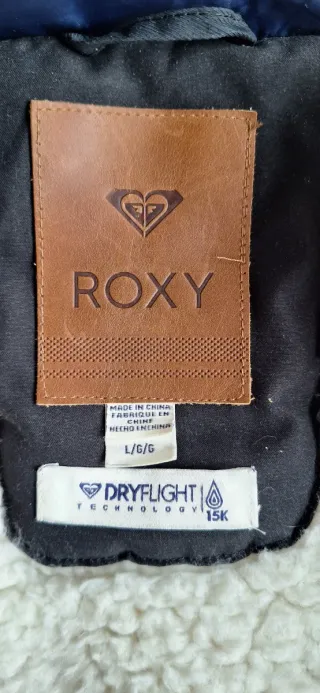 ROXY
MADE IN CHINA
FABRIQUE EN
CHINE
HECHO EN CHINA
L/G/G
DRYFLIGHT
TECHNOLOGY
15K